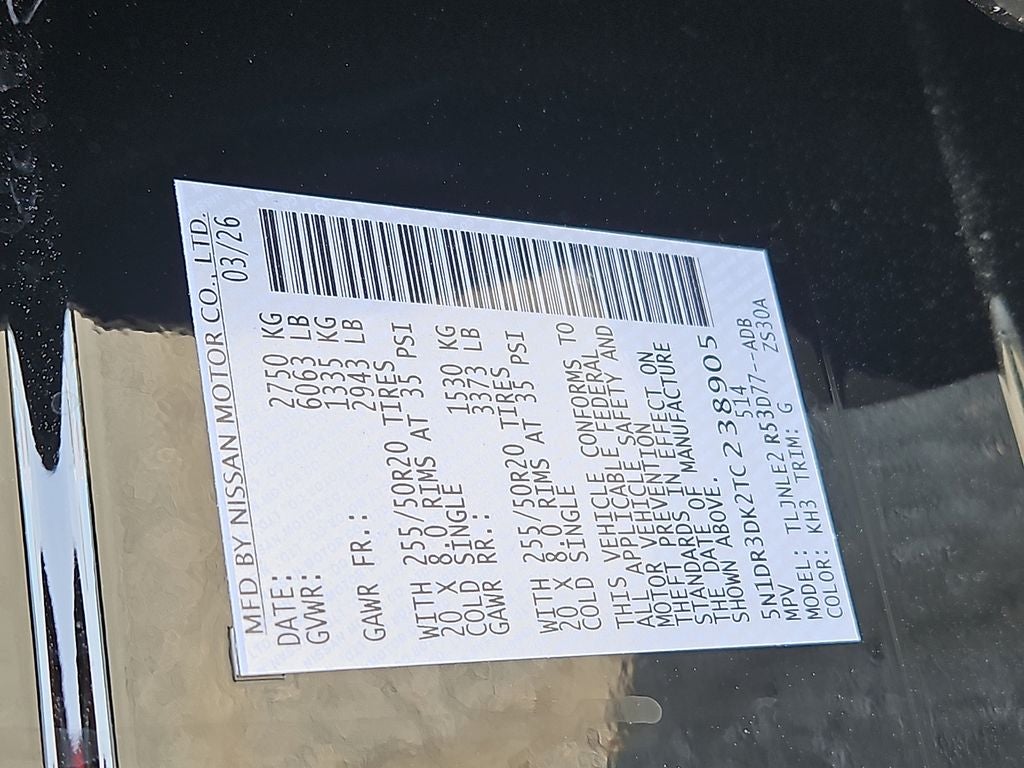 MFD BY NISSAN MOTOR CO., LTD.
DATE: 03/26
GVWR: 2750 KG
6063 LB
GAWR FR.: 1335 KG
2943 LB
WITH 255/50R20 TIRES
20 X 8.0 RIMS AT 35 PSI
COLD SINGLE
GAWR RR.: 1530 KG
3373 LB
WITH 255/50R20 TIRES
20 X 8.0 RIMS AT 35 PSI
COLD SINGLE
THIS VEHICLE CONFORMS TO
ALL APPLICABLE FEDERAL
MOTOR VEHICLE SAFETY AND
THEFT PREVENTION
STANDARDS IN EFFECT ON
THE DATE OF MANUFACTURE
SHOWN ABOVE.
5N1DR3DK2TC238905
MPV 514
MODEL: TLJNLE2 R53D77--ADB
COLOR: KH3 TRIM: G ZS30A